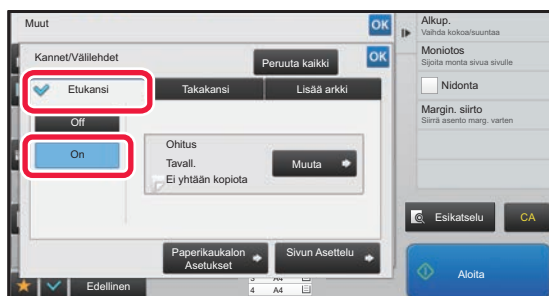 Muut
OK
Kannet/Välilehdet
Peruuta kaikki
OK
Etukansi
Takakansi
Lisää arkki
Off
On
Ohitus
Tavall.
Ei yhtään kopiota
Muuta
Paperikaukalon
Asetukset
Sivun Asettelu
Edellinen
4 A4
Alkup.
Vaihda kokoa/suuntaa
Moniotos
Sijoita monta sivua sivulle
Nidonta
Margin. siirto
Siirrä asento marg. varten
Esikatselu
CA
Aloita